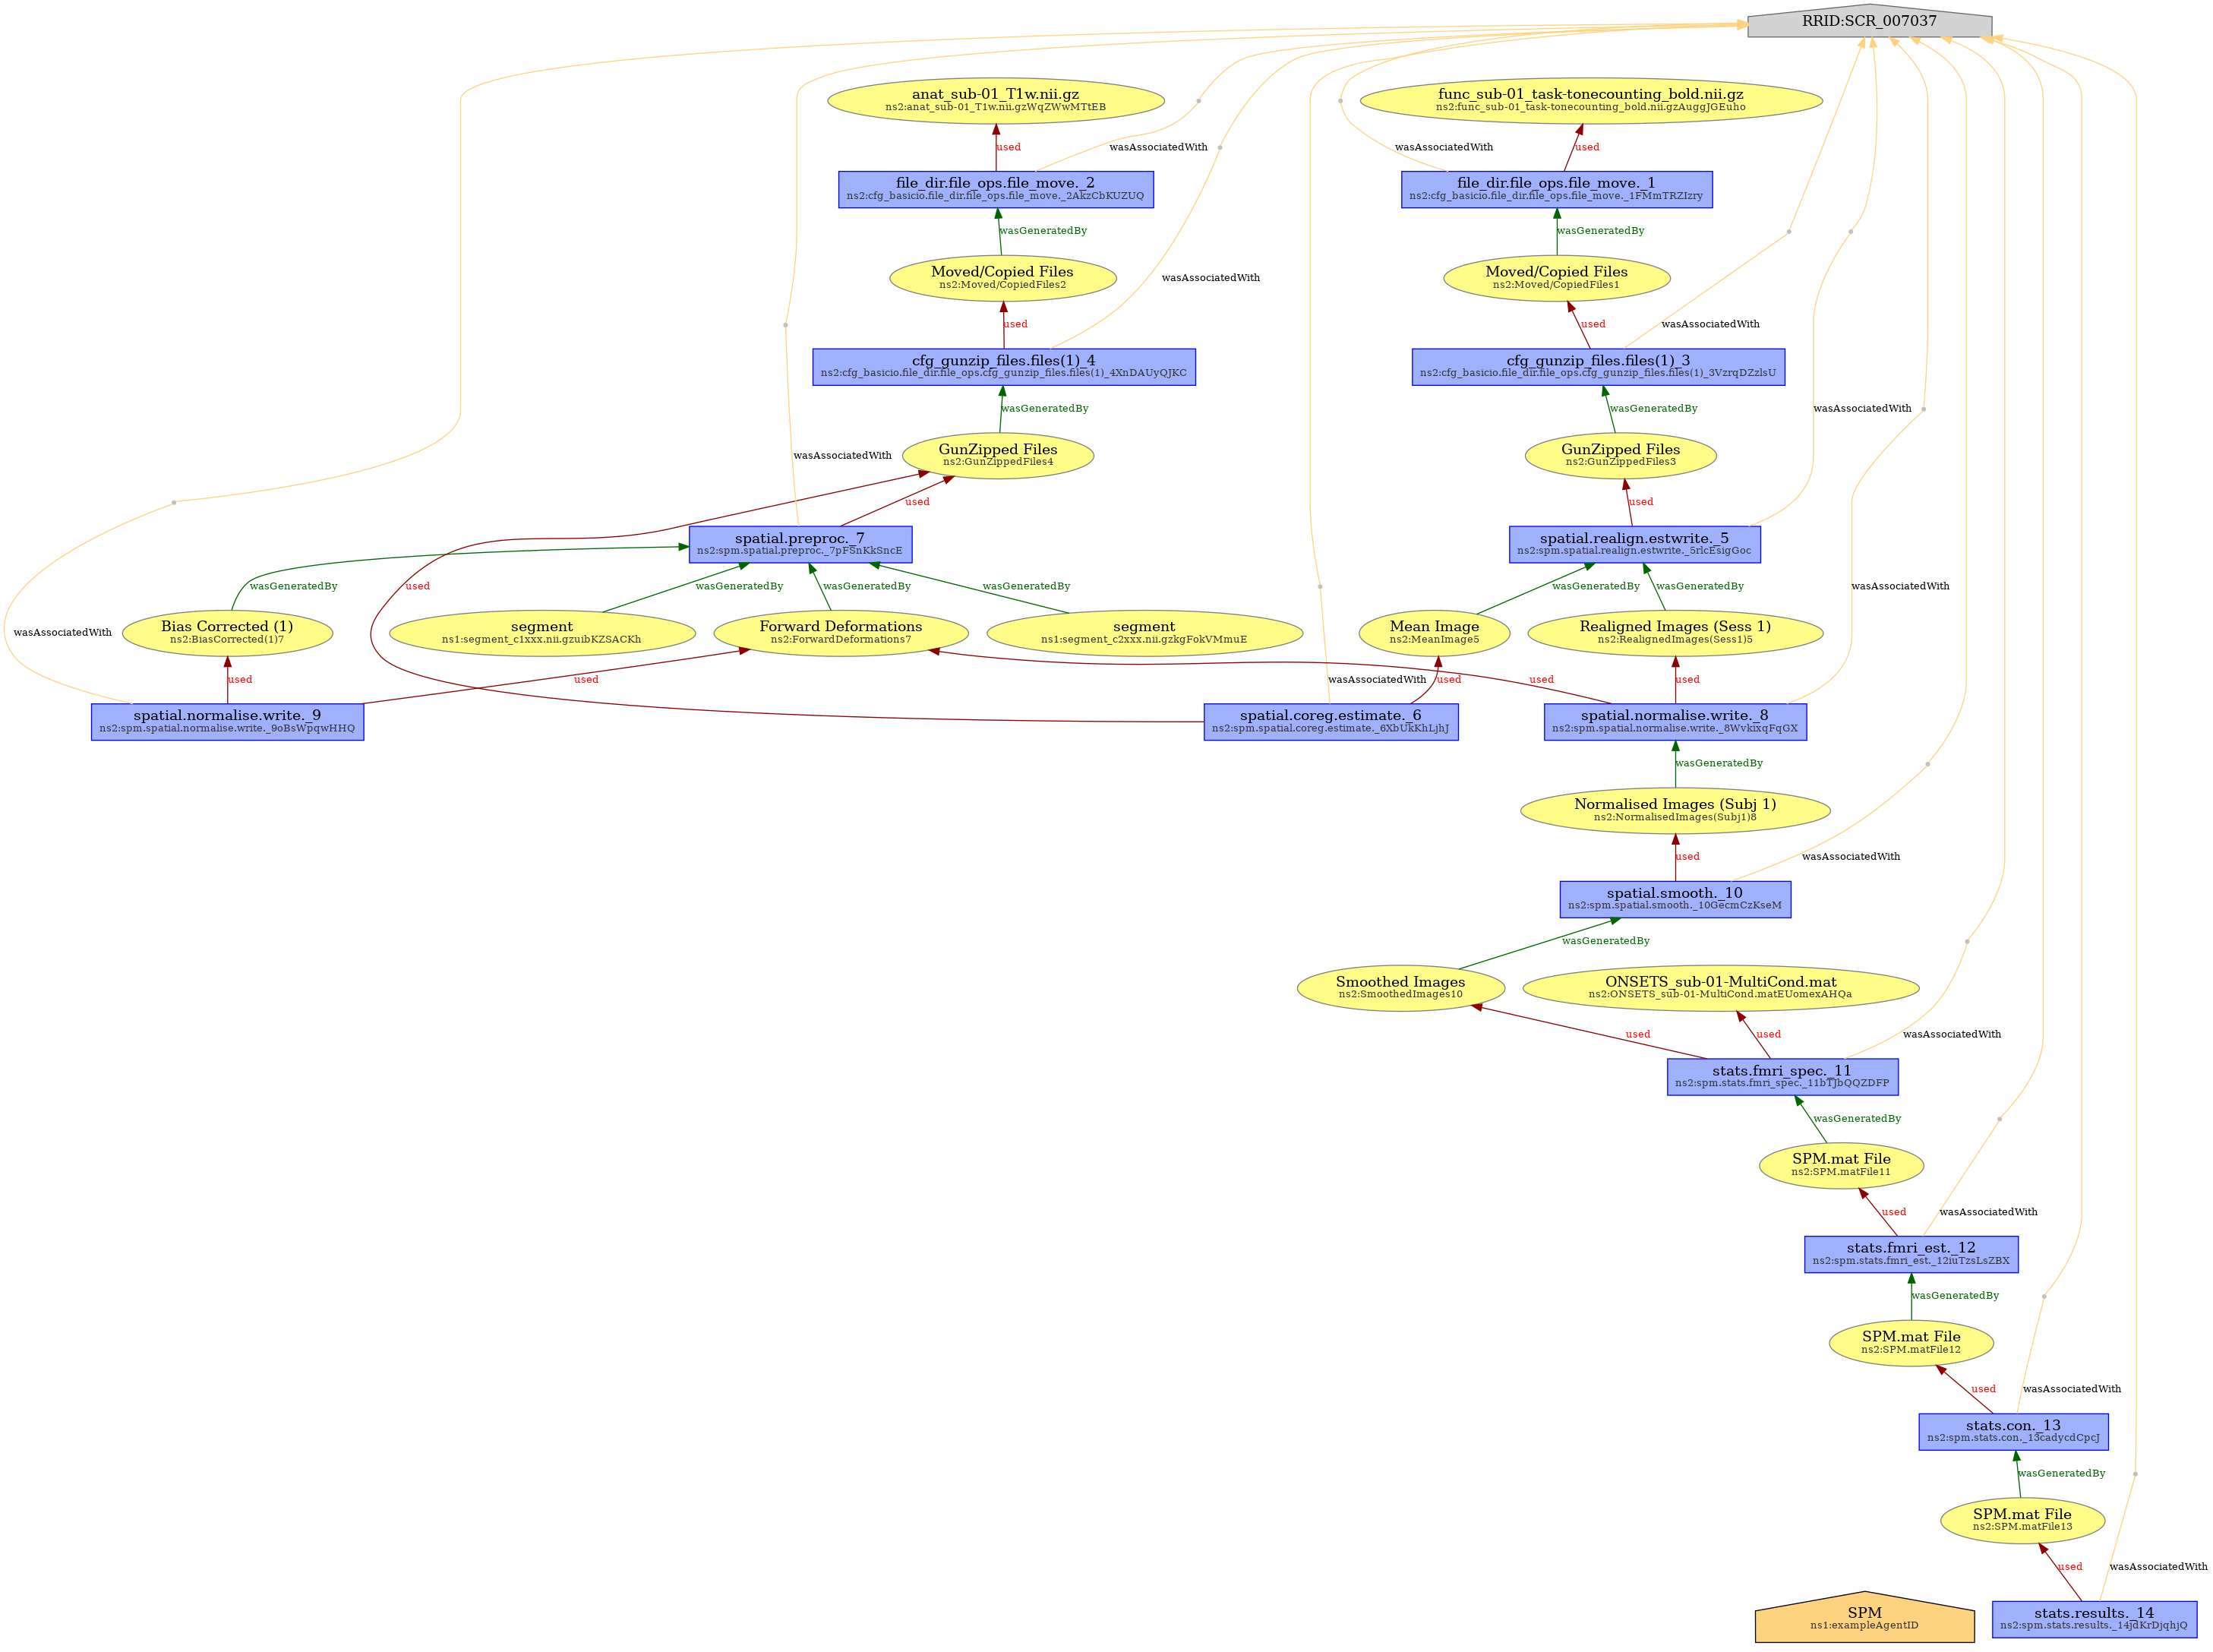 RRID:SCR_007037
anat_sub-01_T1w.nii.gz
ns2:anat_sub-01_T1w.nii.gzWqZWwMTtEB
func_sub-01_task-tonecounting_bold.nii.gz
ns2:func_sub-01_task-tonecounting_bold.nii.gzAuggJGEuho
used
wasAssociatedWith
wasAssociatedWith
used
file_dir.file_ops.file_move._2
ns2:cfg_basicio.file_dir.file_ops.file_move._2AkzCbKUZUQ
file_dir.file_ops.file_move._1
ns2:cfg_basicio.file_dir.file_ops.file_move._1FMmTRZIzry
wasGeneratedBy
wasGeneratedBy
Moved/Copied Files
ns2:Moved/CopiedFiles2
wasAssociatedWith
Moved/Copied Files
ns2:Moved/CopiedFiles1
used
used
wasAssociatedWith
cfg_gunzip_files.files(1)_4
ns2:cfg_basicio.file_dir.file_ops.cfg_gunzip_files.files(1)_4XnDAUyQJKC
cfg_gunzip_files.files(1)_3
ns2:cfg_basicio.file_dir.file_ops.cfg_gunzip_files.files(1)_3VzrqDZzlsU
wasGeneratedBy
wasGeneratedBy
wasAssociatedWith
wasAssociatedWith
GunZipped Files
ns2:GunZippedFiles4
GunZipped Files
ns2:GunZippedFiles3
used
used
spatial.preproc._7
ns2:spm.spatial.preproc._7pFSnKkSncE
spatial.realign.estwrite._5
ns2:spm.spatial.realign.estwrite._5rlcEsigGoc
wasGeneratedBy
used
wasGeneratedBy
wasGeneratedBy
wasGeneratedBy
wasGeneratedBy
wasGeneratedBy
wasAssociatedWith
wasAssociatedWith
Bias Corrected (1)
ns2:BiasCorrected(1)7
segment
ns1:segment_c1xxx.nii.gzuibKZSACKh
Forward Deformations
ns2:ForwardDeformations7
segment
ns1:segment_c2xxx.nii.gzkgFokVMmuE
Mean Image
ns2:MeanImage5
Realigned Images (Sess 1)
ns2:RealignedImages(Sess1)5
used
used
wasAssociatedWith
used
used
used
spatial.normalise.write._9
ns2:spm.spatial.normalise.write._9oBsWpqwHHQ
spatial.coreg.estimate._6
ns2:spm.spatial.coreg.estimate._6XbUkKhLjhJ
spatial.normalise.write._8
ns2:spm.spatial.normalise.write._8WvkixqFqGX
wasGeneratedBy
Normalised Images (Subj 1)
ns2:NormalisedImages(Subj1)8
used
wasAssociatedWith
spatial.smooth._10
ns2:spm.spatial.smooth._10GecmCzKseM
wasGeneratedBy
Smoothed Images
ns2:SmoothedImages10
ONSETS_sub-01-MultiCond.mat
ns2:ONSETS_sub-01-MultiCond.matEUomexAHQa
used
used
wasAssociatedWith
stats.fmri_spec._11
ns2:spm.stats.fmri_spec._11bTJbQQZDFP
wasGeneratedBy
SPM.mat File
ns2:SPM.matFile11
used
wasAssociatedWith
stats.fmri_est._12
ns2:spm.stats.fmri_est._12iuTzsLsZBX
wasGeneratedBy
SPM.mat File
ns2:SPM.matFile12
used
wasAssociatedWith
stats.con._13
ns2:spm.stats.con._13cadycdCpcJ
wasGeneratedBy
SPM.mat File
ns2:SPM.matFile13
used
wasAssociatedWith
SPM
ns1:exampleAgentID
stats.results._14
ns2:spm.stats.results._14jdKrDjqhjQ